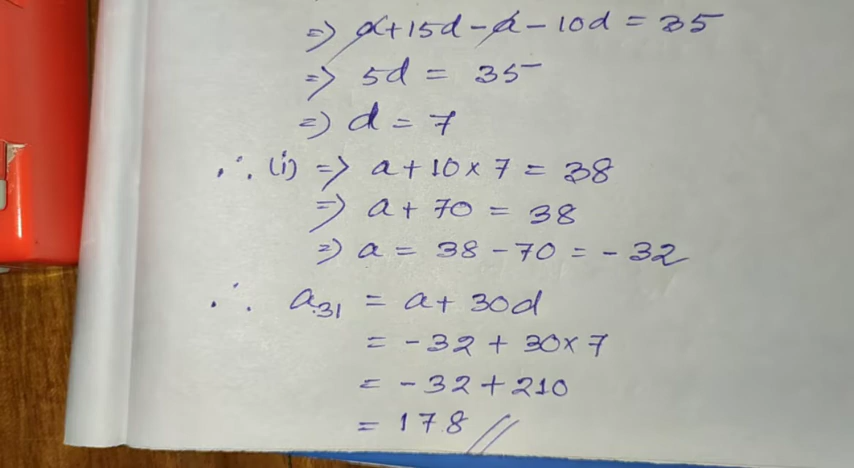 ⇒ a+15d-a-10d = 35
⇒ 5d = 35
⇒ d = 7
∴ (i) ⇒ a+10×7 = 38
⇒ a+70 = 38
⇒ a = 38-70 = -32
∴ a₃₁ = a+30d
= -32+30×7
= -32+210
= 178 //